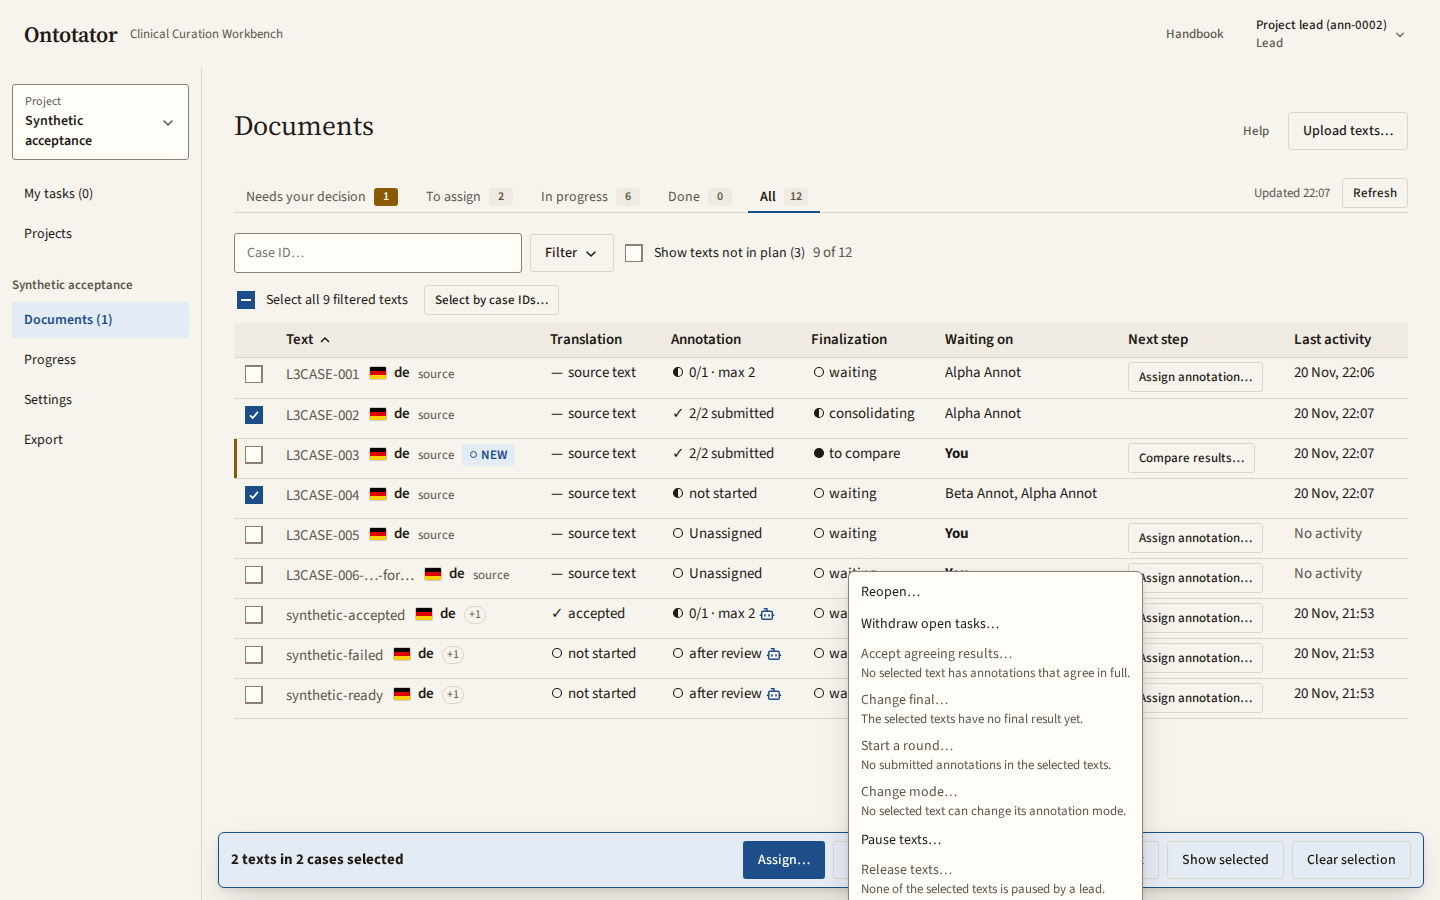 Ontotator Clinical Curation Workbench
Handbook
Project lead (ann-0002)
Lead
Project
Synthetic
acceptance
My tasks (0)
Projects
Synthetic acceptance
Documents (1)
Progress
Settings
Export
Documents
Help
Upload texts…
Needs your decision 1 To assign 2 In progress 6 Done 0 All 12
Updated 22:07 Refresh
Case ID…
Filter
Show texts not in plan (3) 9 of 12
Select all 9 filtered texts Select by case IDs…
Text Translation Annotation Finalization Waiting on Next step Last activity
L3CASE-001 de source — source text 0/1 · max 2 waiting Alpha Annot Assign annotation… 20 Nov, 22:06
L3CASE-002 de source — source text ✓ 2/2 submitted consolidating Alpha Annot 20 Nov, 22:07
L3CASE-003 de source NEW — source text ✓ 2/2 submitted to compare You Compare results… 20 Nov, 22:07
L3CASE-004 de source — source text not started waiting Beta Annot, Alpha Annot 20 Nov, 22:07
L3CASE-005 de source — source text Unassigned waiting You Assign annotation… No activity
L3CASE-006-…-for… de source — source text Unassigned Assign annotation… No activity
synthetic-accepted de +1 ✓ accepted 0/1 · max 2 Assign annotation… 20 Nov, 21:53
synthetic-failed de +1 not started after review Assign annotation… 20 Nov, 21:53
synthetic-ready de +1 not started after review Assign annotation… 20 Nov, 21:53
Reopen…
Withdraw open tasks…
Accept agreeing results…
No selected text has annotations that agree in full.
Change final…
The selected texts have no final result yet.
Start a round…
No submitted annotations in the selected texts.
Change mode…
No selected text can change its annotation mode.
Pause texts…
Release texts…
None of the selected texts is paused by a lead.
2 texts in 2 cases selected
Assign…
Show selected
Clear selection